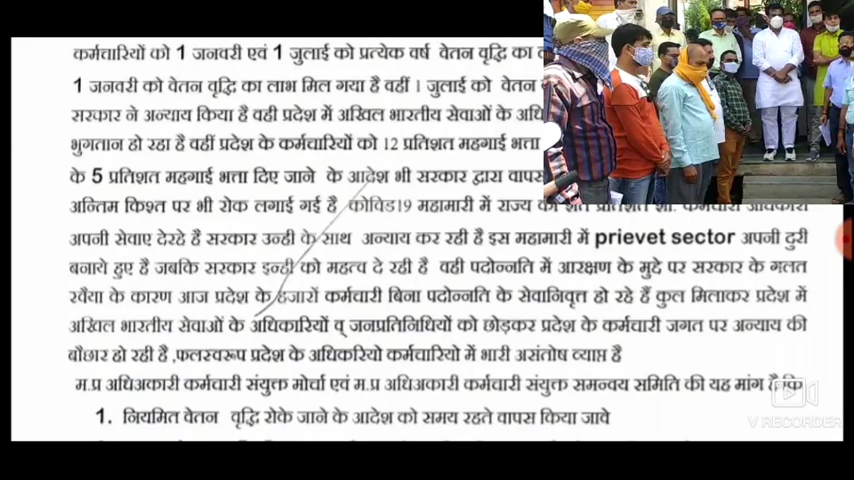 कर्मचारियों को 1 जनवरी एवं 1 जुलाई को प्रत्येक वर्ष वेतन वृद्धि का
1 जनवरी को वेतन वृद्धि का लाभ मिल गया है वहीं 1 जुलाई को वेतन
सरकार ने अन्याय किया है वही प्रदेश में अखिल भारतीय सेवाओं के
भुगतान हो रहा है वहीं प्रदेश के कर्मचारियों को 12 प्रतिशत महगाई भत्ता
के 5 प्रतिशत महगाई भत्ता दिए जाने के आदेश भी सरकार द्वारा वापस
अन्तिम किश्त पर भी रोक लगाई गई है कोविड19 महामारी में राज्य
अपनी सेवाए देरहे है सरकार उन्ही के साथ अन्याय कर रही है इस महामारी में prievet sector अपनी दुरी
बनाये हुए है जबकि सरकार इन्ही को महत्व दे रही है वही पदोन्नति में आरक्षण के मुद्दे पर सरकार के गलत
रवैया के कारण आज प्रदेश के हजारों कर्मचारी बिना पदोन्नति के सेवानिवृत्त हो रहे हैं कुल मिलाकर प्रदेश में
अखिल भारतीय सेवाओं के अधिकारियों व् जनप्रतिनिधियों को छोड़कर प्रदेश के कर्मचारी जगत पर अन्याय की
बौछार हो रही है ,फलस्वरूप प्रदेश के अधिकरियो कर्मचारियो में भारी असंतोष व्याप्त है
म.प्र अधिअकारी कर्मचारी संयुक्त मोर्चा एवं म.प्र अधिअकारी कर्मचारी संयुक्त समन्वय समिति की यह मांग है कि
1. नियमित वेतन वृद्धि रोके जाने के आदेश को समय रहते वापस किया जावे
V RECORDER